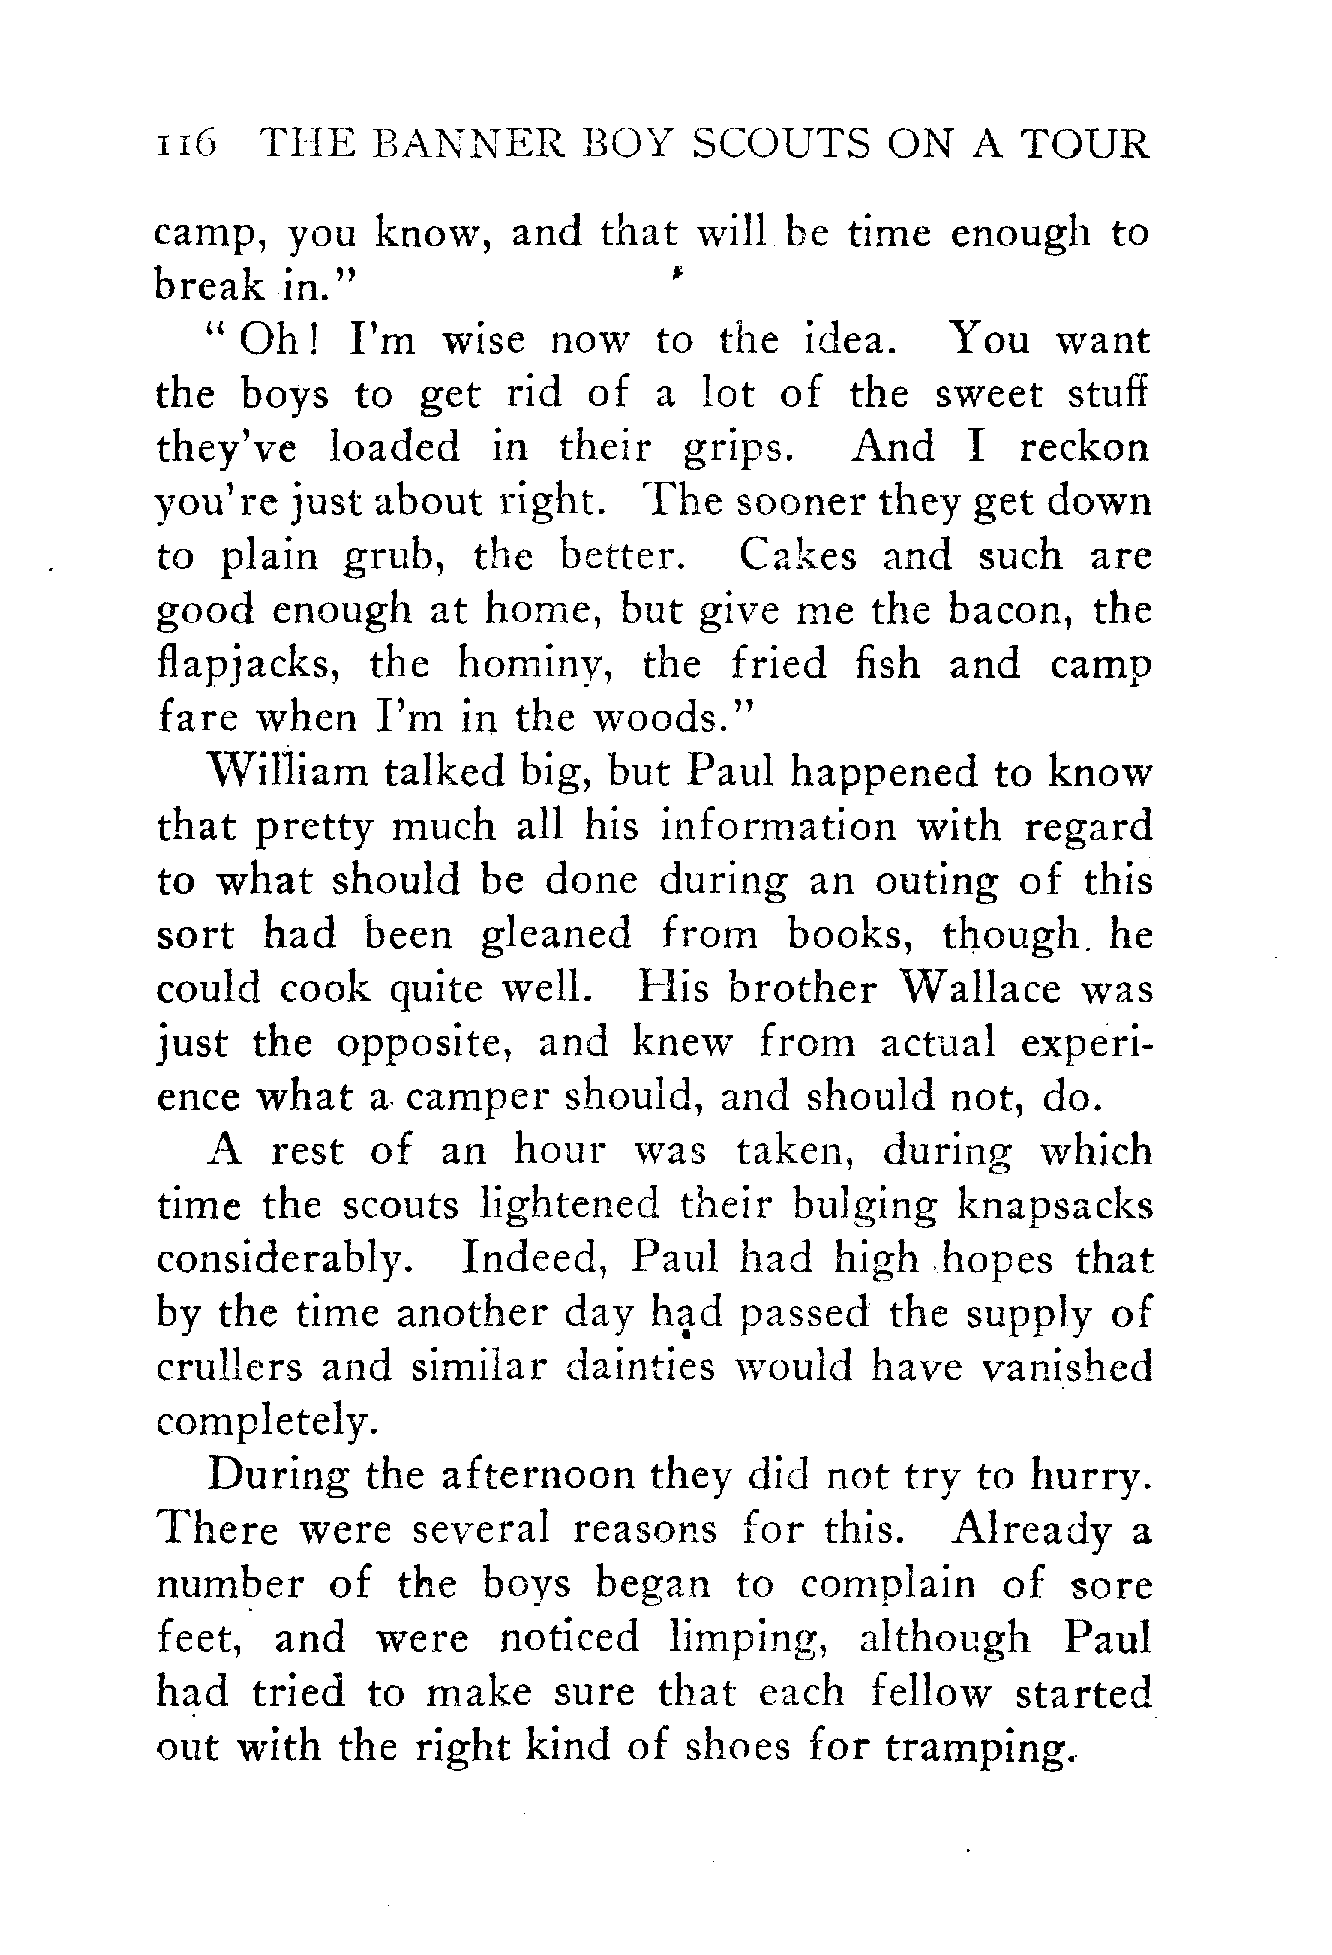 116 THE BANNER BOY SCOUTS ON A TOUR
camp, you know, and that will be time enough to
break in."
"Oh! I'm wise now to the idea. You want
the boys to get rid of a lot of the sweet stuff
they've loaded in their grips. And I reckon
you're just about right. The sooner they get down
to plain grub, the better. Cakes and such are
good enough at home, but give me the bacon, the
flapjacks, the hominy, the fried fish and camp
fare when I'm in the woods."
William talked big, but Paul happened to know
that pretty much all his information with regard
to what should be done during an outing of this
sort had been gleaned from books, though he
could cook quite well. His brother Wallace was
just the opposite, and knew from actual experi-
ence what a camper should, and should not, do.
A rest of an hour was taken, during which
time the scouts lightened their bulging knapsacks
considerably. Indeed, Paul had high hopes that
by the time another day had passed the supply of
crullers and similar dainties would have vanished
completely.
During the afternoon they did not try to hurry.
There were several reasons for this. Already a
number of the boys began to complain of sore
feet, and were noticed limping, although Paul
had tried to make sure that each fellow started
out with the right kind of shoes for tramping.